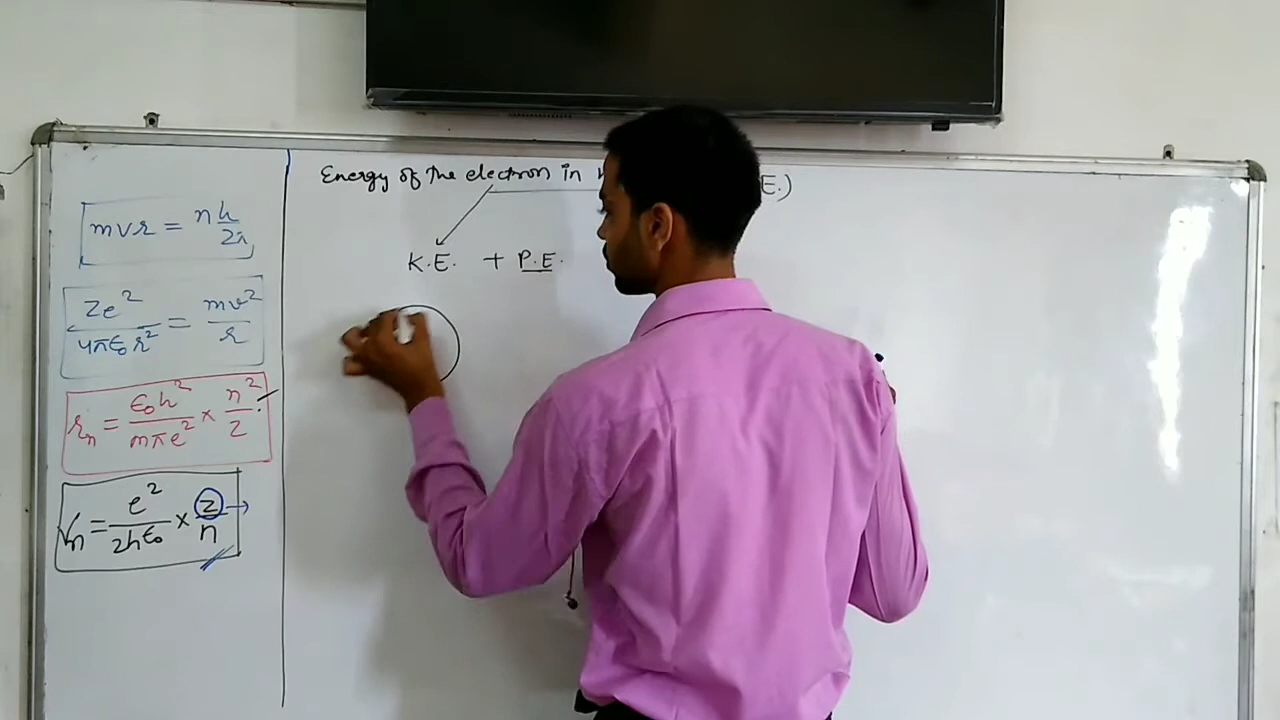 mvr = nh/2π
Ze²/4πε₀r² = mv²/r
rₙ = ε₀h²/mπe² × n²/Z
Vₙ = e²/2hε₀ × Z/n
Energy of the electron in E.)
K.E. + P.E.